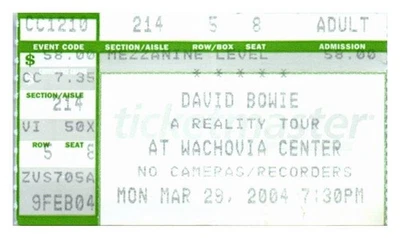 CC1210 214 5 8 ADULT
EVENT CODE SECTION/AISLE ROW/BOX SEAT ADMISSION
$ 58.00 MEZZANINE LEVEL 58.00
CC 7.35 * * * * *
SECTION/AISLE
214 DAVID BOWIE
VI 50X A REALITY TOUR
ticketmaster
ROW SEAT
5 8 AT WACHOVIA CENTER
NO CAMERAS/RECORDERS
ZVS705A
9FEB04 MON MAR 29, 2004 7:30PM